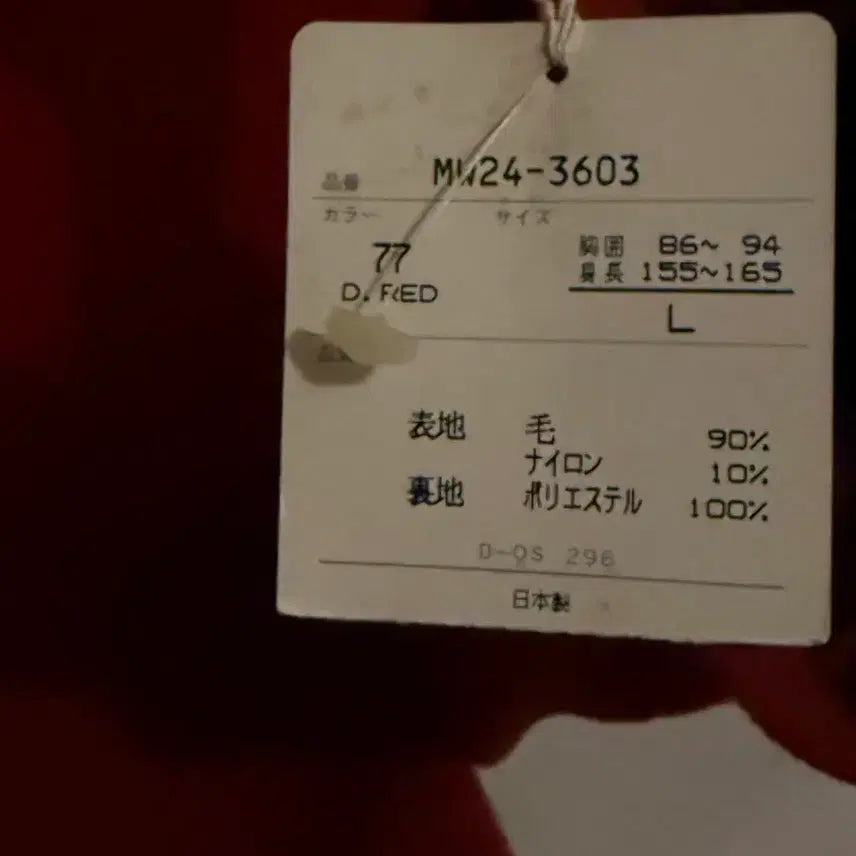 品番 MW24-3603
カラー サイズ
77 胸囲 86~ 94
D. RED 身長 155~165
L
表地 毛 90%
ナイロン 10%
裏地 ポリエステル 100%
D-QS 296
日本製